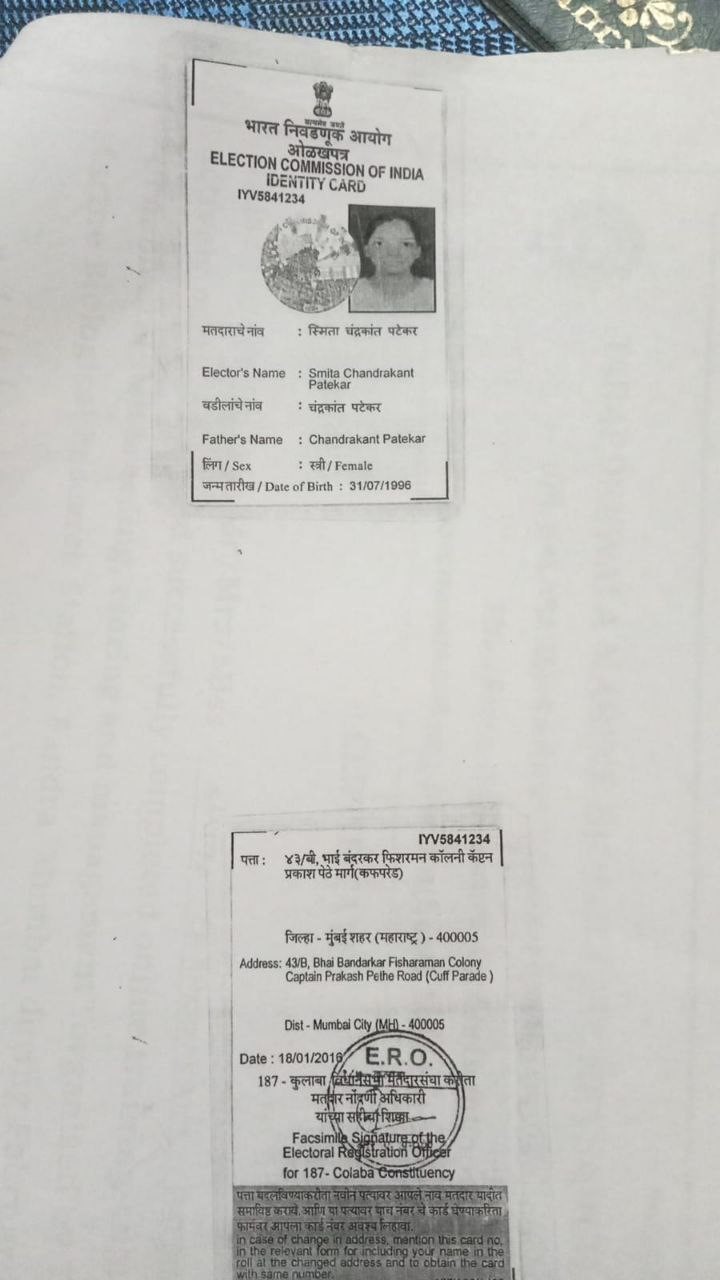 सत्यमेव जयते
भारत निवडणूक आयोग
ओळखपत्र
ELECTION COMMISSION OF INDIA
IDENTITY CARD
IYV5841234
मतदाराचे नांव : स्मिता चंद्रकांत पटेकर
Elector's Name : Smita Chandrakant
Patekar
वडीलांचे नांव : चंद्रकांत पटेकर
Father's Name : Chandrakant Patekar
लिंग / Sex : स्त्री / Female
जन्म तारीख / Date of Birth : 31/07/1996
IYV5841234
पत्ता : ४३/बी, भाई बंदरकर फिशरमन कॉलनी कॅप्टन
प्रकाश पेठे मार्ग(कफपरेड)
जिल्हा - मुंबई शहर (महाराष्ट्र ) - 400005
Address: 43/B, Bhai Bandarkar Fisharaman Colony
Captain Prakash Pethe Road (Cuff Parade )
Dist - Mumbai City (MH) - 400005
Date : 18/01/2016
E.R.O.
187 - कुलाबा विधानसभा मतदारसंघा करीता
मतदार नोंदणी अधिकारी
यांच्या सहीचा शिक्का
Facsimile Signature of the
Electoral Registration Officer
for 187- Colaba Constituency
पत्ता बदलविण्याकरीता नवीन पत्त्यावर आपले नाव मतदार यादीत
समाविष्ट करावे. आणि या पत्त्यावर याच नंबर चे कार्ड घेण्याकरिता
फार्मवर आपला कार्ड नंबर अवश्य लिहावा.
in case of change in address, mention this card no.
in the relevant form for including your name in the
roll at the changed address and to obtain the card
with same number.